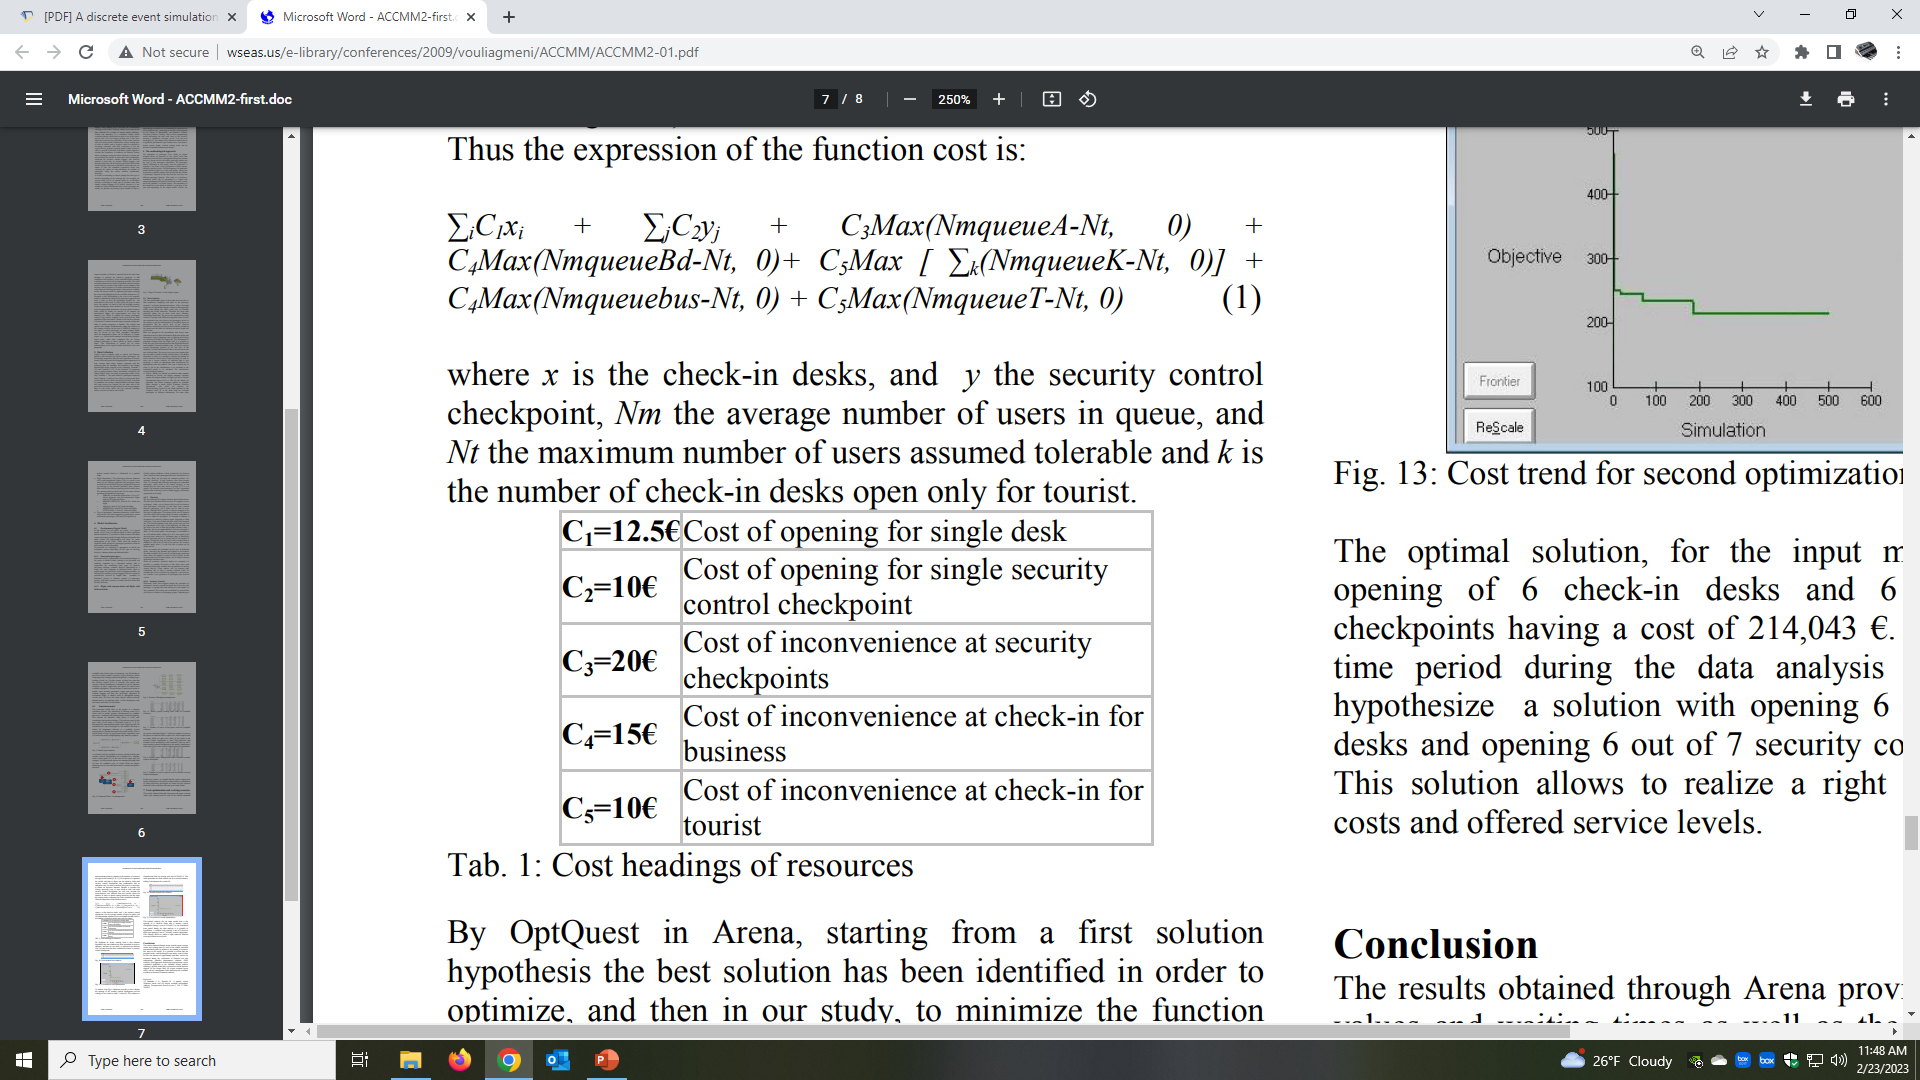 [PDF] A discrete event simulation
Microsoft Word - ACCMM2-first.d
Not secure
wseas.us/e-library/conferences/2009/vouliagmeni/ACCMM/ACCMM2-01.pdf
Microsoft Word - ACCMM2-first.doc
7 / 8
250%
3
4
5
6
7
Thus the expression of the function cost is:
∑ᵢC₁xᵢ + ∑ⱼC₂yⱼ + C₃Max(NmqueueA-Nt, 0) +
C₄Max(NmqueueBd-Nt, 0)+ C₅Max [ ∑ₖ(NmqueueK-Nt, 0)] +
C₄Max(Nmqueuebus-Nt, 0) + C₅Max(NmqueueT-Nt, 0) (1)
where x is the check-in desks, and y the security control
checkpoint, Nm the average number of users in queue, and
Nt the maximum number of users assumed tolerable and k is
the number of check-in desks open only for tourist.
C₁=12.5€ Cost of opening for single desk
C₂=10€ Cost of opening for single security
control checkpoint
C₃=20€ Cost of inconvenience at security
checkpoints
C₄=15€ Cost of inconvenience at check-in for
business
C₅=10€ Cost of inconvenience at check-in for
tourist
Tab. 1: Cost headings of resources
By OptQuest in Arena, starting from a first solution
hypothesis the best solution has been identified in order to
optimize, and then in our study, to minimize the function
500
400
300
200
100
Objective
0 100 200 300 400 500 600
Simulation
Frontier
ReScale
Fig. 13: Cost trend for second optimization
The optimal solution, for the input m
opening of 6 check-in desks and 6
checkpoints having a cost of 214,043 €.
time period during the data analysis
hypothesize a solution with opening 6
desks and opening 6 out of 7 security co
This solution allows to realize a right
costs and offered service levels.
Conclusion
The results obtained through Arena prov
Type here to search
26°F Cloudy
11:48 AM
2/23/2023